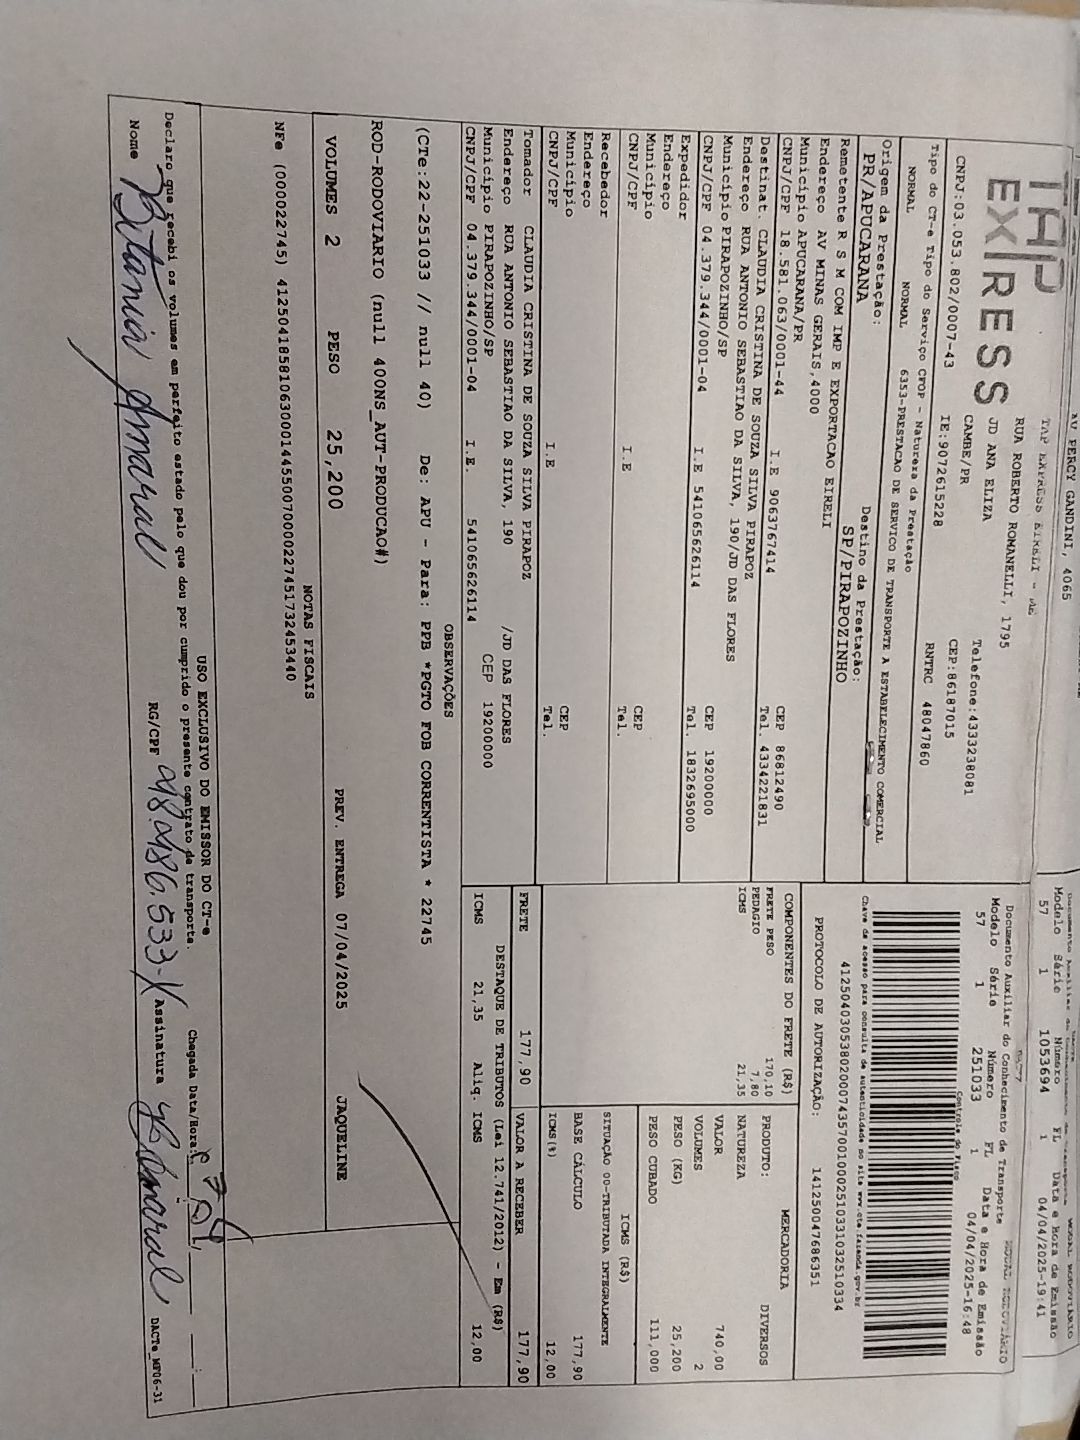 AV PERCY GANDINI, 4065
Modelo Série Número FL Data e Hora de Emissão
57 1 1053694 1 04/04/2025-19:41
TAP EXPRESS
TAP EXPRESS EIRELI - ME
RUA ROBERTO ROMANELLI, 1795
JD ANA ELIZA
CAMBE/PR
Telefone:4333238081
CEP:86187015
CNPJ:03.053.802/0007-43 IE:9072615228 RNTRC 48047860
Documento Auxiliar do Conhecimento de Transporte MODAL RODOVIÁRIO
Modelo Série Número FL Data e Hora de Emissão
57 1 251033 1 04/04/2025-16:48
Controle do Fisco
Tipo do CT-e Tipo do Serviço CFOP - Natureza da Prestação
NORMAL NORMAL 6353-PRESTACAO DE SERVICO DE TRANSPORTE A ESTABELECIMENTO COMERCIAL
Chave de acesso para consulta de autenticidade no site www.cte.fazenda.gov.br
41250403053802000743570010002510331032510334
PROTOCOLO DE AUTORIZAÇÃO: 141250047686351
Origem da Prestação: Destino da Prestação:
PR/APUCARANA SP/PIRAPOZINHO
Remetente R S M COM IMP E EXPORTACAO EIRELI
Endereço AV MINAS GERAIS,4000
Município APUCARANA/PR CEP 86812490
CNPJ/CPF 18.581.063/0001-44 I.E 9063767414 Tel. 4334221831
Destinat. CLAUDIA CRISTINA DE SOUZA SILVA PIRAPOZ
Endereço RUA ANTONIO SEBASTIAO DA SILVA, 190/JD DAS FLORES
Município PIRAPOZINHO/SP CEP 19200000
CNPJ/CPF 04.379.344/0001-04 I.E 541065626114 Tel. 1832695000
Expedidor
Endereço
Município CEP
CNPJ/CPF I.E Tel.
Recebedor
Endereço
Município CEP
CNPJ/CPF I.E Tel.
Tomador CLAUDIA CRISTINA DE SOUZA SILVA PIRAPOZ
Endereço RUA ANTONIO SEBASTIAO DA SILVA, 190 /JD DAS FLORES
Município PIRAPOZINHO/SP CEP 19200000
CNPJ/CPF 04.379.344/0001-04 I.E. 541065626114
COMPONENTES DO FRETE (R$)
FRETE PESO 170,10
PEDAGIO 7,80
ICMS 21,35
MERCADORIA
PRODUTO: DIVERSOS
NATUREZA
VALOR 740,00
VOLUMES 2
PESO (KG) 25,200
PESO CUBADO 111,000
ICMS (R$)
SITUAÇÃO 00-TRIBUTADA INTEGRALMENTE
BASE CÁLCULO 177,90
ICMS(%) 12,00
FRETE 177,90 VALOR A RECEBER 177,90
DESTAQUE DE TRIBUTOS (Lei 12.741/2012) - Em (R$)
ICMS 21,35 Aliq. ICMS 12,00
OBSERVAÇÕES
(CTe:22-251033 // null 40) De: APU - Para: PPB *PGTO FOB CORRENTISTA * 22745
ROD-RODOVIARIO (null 40ONS_AUT-PRODUCAO#)
VOLUMES 2 PESO 25,200 PREV. ENTREGA 07/04/2025 JAQUELINE
NOTAS FISCAIS
NFe (000022745) 41250418581063000144550070000227451732453440
USO EXCLUSIVO DO EMISSOR DO CT-e
Declaro que recebi os volumes em perfeito estado pelo que dou por cumprido o presente contrato de transporte.
Chegada Data/Hora:
Nome Bitania Amaral RG/CPF 48.486.533-X Assinatura
DACTe_MF06-31